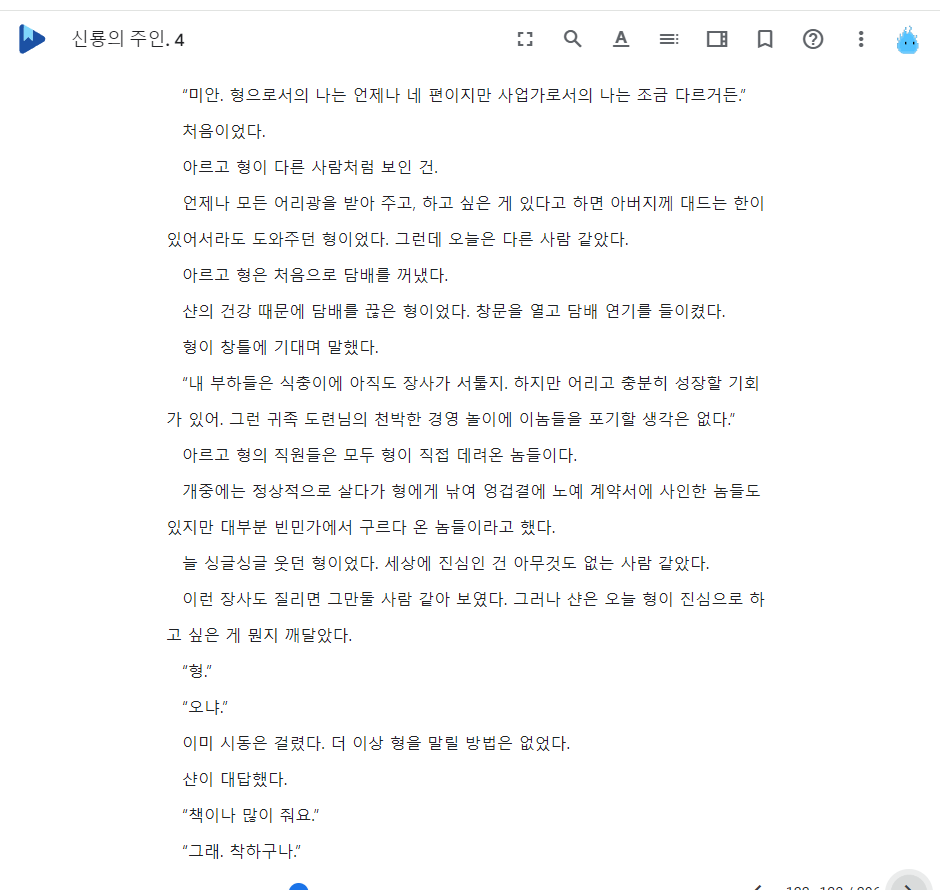 신룡의 주인. 4
“미안. 형으로서의 나는 언제나 네 편이지만 사업가로서의 나는 조금 다르거든.”
처음이었다.
아르고 형이 다른 사람처럼 보인 건.
언제나 모든 어리광을 받아 주고, 하고 싶은 게 있다고 하면 아버지께 대드는 한이
있어서라도 도와주던 형이었다. 그런데 오늘은 다른 사람 같았다.
아르고 형은 처음으로 담배를 꺼냈다.
샨의 건강 때문에 담배를 끊은 형이었다. 창문을 열고 담배 연기를 들이켰다.
형이 창틀에 기대며 말했다.
“내 부하들은 식충이에 아직도 장사가 서툴지. 하지만 어리고 충분히 성장할 기회
가 있어. 그런 귀족 도련님의 천박한 경영 놀이에 이놈들을 포기할 생각은 없다.”
아르고 형의 직원들은 모두 형이 직접 데려온 놈들이다.
개중에는 정상적으로 살다가 형에게 낚여 엉겁결에 노예 계약서에 사인한 놈들도
있지만 대부분 빈민가에서 구르다 온 놈들이라고 했다.
늘 싱글싱글 웃던 형이었다. 세상에 진심인 건 아무것도 없는 사람 같았다.
이런 장사도 질리면 그만둘 사람 같아 보였다. 그러나 샨은 오늘 형이 진심으로 하
고 싶은 게 뭔지 깨달았다.
“형.”
“오냐.”
이미 시동은 걸렸다. 더 이상 형을 말릴 방법은 없었다.
샨이 대답했다.
“책이나 많이 줘요.”
“그래. 착하구나.”